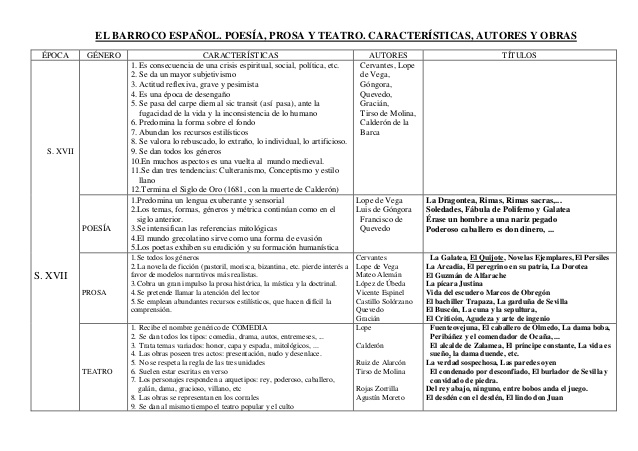 EL BARROCO ESPAÑOL. POESÍA, PROSA Y TEATRO. CARACTERÍSTICAS, AUTORES Y OBRAS
ÉPOCA GÉNERO CARACTERÍSTICAS AUTORES TÍTULOS
S. XVII
1. Es consecuencia de una crisis espiritual, social, política, etc.
2. Se da un mayor subjetivismo
3. Actitud reflexiva, grave y pesimista
4. Es una época de desengaño
5. Se pasa del carpe diem al sic transit (así pasa), ante la
fugacidad de la vida y la inconsistencia de lo humano
6. Predomina la forma sobre el fondo
7. Abundan los recursos estilísticos
8. Se valora lo rebuscado, lo extraño, lo individual, lo artificioso.
9. Se dan todos los géneros
10.En muchos aspectos es una vuelta al mundo medieval.
11.Se dan tres tendencias: Culteranismo, Conceptismo y estilo
llano
12.Termina el Siglo de Oro (1681, con la muerte de Calderón)
Cervantes, Lope
de Vega,
Góngora,
Quevedo,
Gracián,
Tirso de Molina,
Calderón de la
Barca
S. XVII
POESÍA
1.Predomina un lengua exuberante y sensorial
2.Los temas, formas, géneros y métrica continúan como en el
siglo anterior.
3.Se intensifican las referencias mitológicas
4.El mundo grecolatino sirve como una forma de evasión
5.Los poetas exhiben su erudición y su formación humanística
Lope de Vega
Luis de Góngora
Francisco de
Quevedo
La Dragontea, Rimas, Rimas sacras,...
Soledades, Fábula de Polifemo y Galatea
Érase un hombre a una nariz pegado
Poderoso caballero es don dinero, ...
PROSA
1. Se todos los géneros
2.La novela de ficción (pastoril, morisca, bizantina, etc. pierde interés a
favor de modelos narrativos más realistas.
3.Cobra un gran impulso la prosa histórica, la mística y la doctrinal.
4.Se pretende llamar la atención del lector
5.Se emplean abundantes recursos estilísticos, que hacen difícil la
comprensión.
Cervantes
Lope de Vega
Mateo Alemán
López de Úbeda
Vicente Espinel
Castillo Solórzano
Quevedo
Gracián
La Galatea, El Quijote, Novelas Ejemplares, El Persiles
La Arcadia, El peregrino en su patria, La Dorotea
El Guzmán de Alfarache
La pícara Justina
Vida del escudero Marcos de Obregón
El bachiller Trapaza, La garduña de Sevilla
El Buscón, La cuna y la sepultura,
El Criticón, Agudeza y arte de ingenio
TEATRO
1. Recibe el nombre genérico de COMEDIA
2. Se dan todos los tipos: comedia, drama, autos, entremeses, ...
3. Trata temas variados: honor, capa y espada, mitológicos, ...
4. Las obras poseen tres actos: presentación, nudo y desenlace.
5. No se respeta la regla de las tres unidades
6. Suelen estar escritas en verso
7. Los personajes responden a arquetipos: rey, poderoso, caballero,
galán, dama, gracioso, villano, etc
8. Las obras se representan en los corrales
9. Se dan al mismo tiempo el teatro popular y el culto
Lope
Calderón
Ruiz de Alarcón
Tirso de Molina
Rojas Zorrilla
Agustín Moreto
Fuenteovejuna, El caballero de Olmedo, La dama boba,
Peribáñez y el comendador de Ocaña,...
El alcalde de Zalamea, El príncipe constante, La vida es
sueño, la dama duende, etc.
La verdad sospechosa, Las paredes oyen
El condenado por desconfiado, El burlador de Sevilla y
convidado de piedra.
Del rey abajo, ninguno, entre bobos anda el juego.
El desdén con el desdén, El lindo don Juan